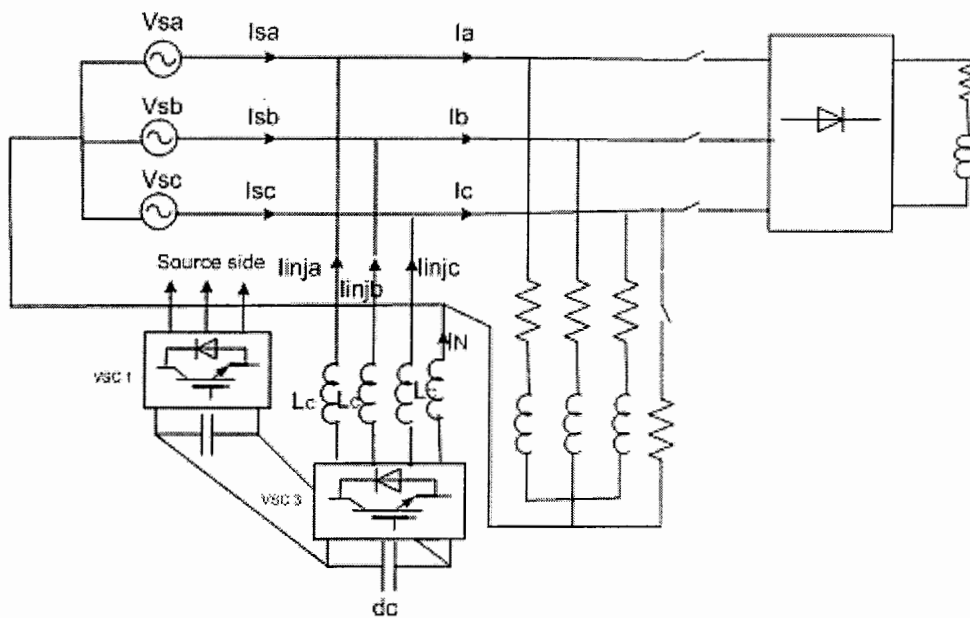 Vsa
Isa
Ia
Vsb
Isb
Ib
Vsc
Isc
Ic
Source side
Iinja
Iinjb
Iinjc
IN
VSC 1
Lc
Lc
VSC 3
dc